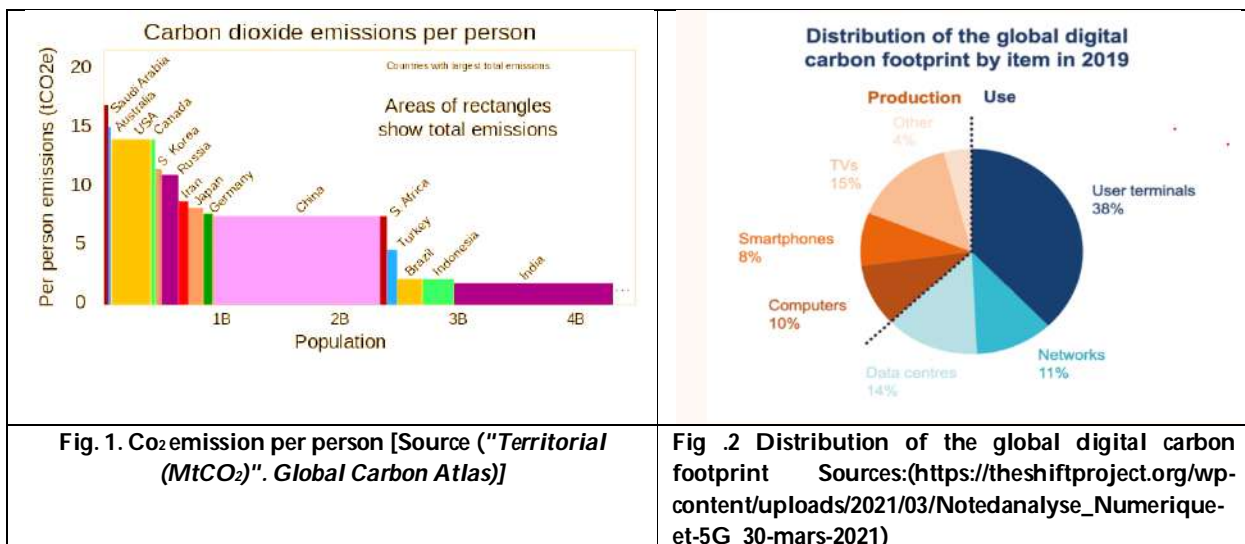 Carbon dioxide emissions per person
Countries with largest total emissions
Areas of rectangles
show total emissions
Per person emissions (tCO2e)
20
15
10
5
0
Saudi Arabia
Australia
USA
Canada
S. Korea
Russia
Iran
Japan
Germany
China
S. Africa
Turkey
Brazil
Indonesia
India
...
1B
2B
3B
4B
Population
Distribution of the global digital
carbon footprint by item in 2019
Production
Use
Other
4%
TVs
15%
Smartphones
8%
Computers
10%
Data centres
14%
Networks
11%
User terminals
38%
Fig. 1. Co₂ emission per person [Source ("Territorial
(MtCO₂)". Global Carbon Atlas)]
Fig .2 Distribution of the global digital carbon
footprint Sources:(https://theshiftproject.org/wp-
content/uploads/2021/03/Notedanalyse_Numerique-
et-5G_30-mars-2021)